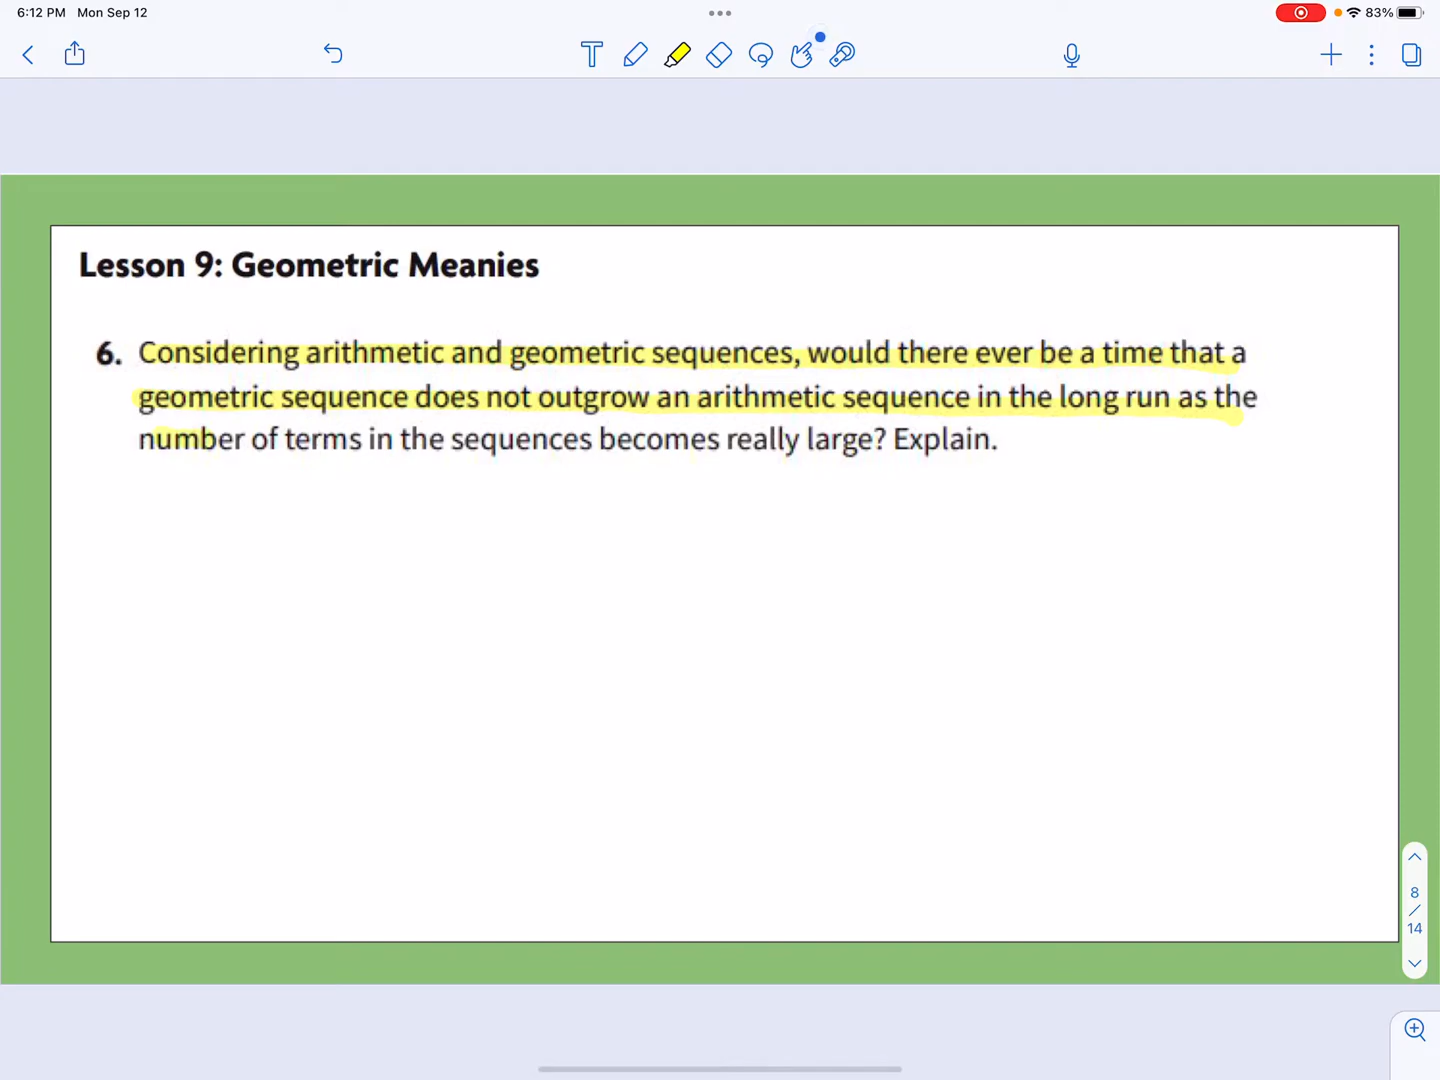 6:12 PM Mon Sep 12
83%
Lesson 9: Geometric Meanies
6. Considering arithmetic and geometric sequences, would there ever be a time that a
geometric sequence does not outgrow an arithmetic sequence in the long run as the
number of terms in the sequences becomes really large? Explain.
8
/
14